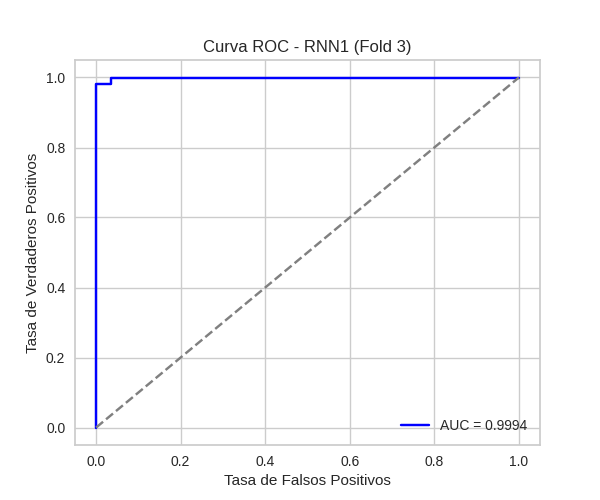 Curva ROC - RNN1 (Fold 3)
Tasa de Verdaderos Positivos
1.0
0.8
0.6
0.4
0.2
0.0
AUC = 0.9994
0.0 0.2 0.4 0.6 0.8 1.0
Tasa de Falsos Positivos